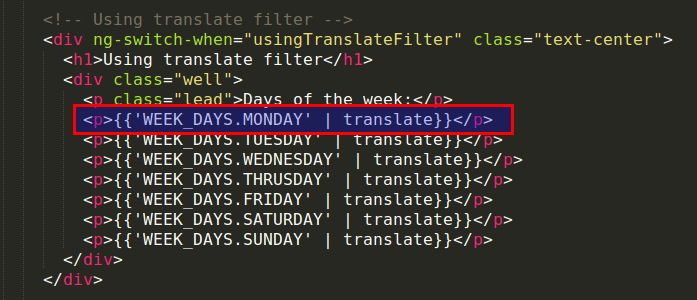 <!-- Using translate filter -->
<div ng-switch-when="usingTranslateFilter" class="text-center">
<h1>Using translate filter</h1>
<div class="well">
<p class="lead">Days of the week:</p>
<p>{{'WEEK_DAYS.MONDAY' | translate}}</p>
<p>{{'WEEK_DAYS.TUESDAY' | translate}}</p>
<p>{{'WEEK_DAYS.WEDNESDAY' | translate}}</p>
<p>{{'WEEK_DAYS.THRUSDAY' | translate}}</p>
<p>{{'WEEK_DAYS.FRIDAY' | translate}}</p>
<p>{{'WEEK_DAYS.SATURDAY' | translate}}</p>
<p>{{'WEEK_DAYS.SUNDAY' | translate}}</p>
</div>
</div>